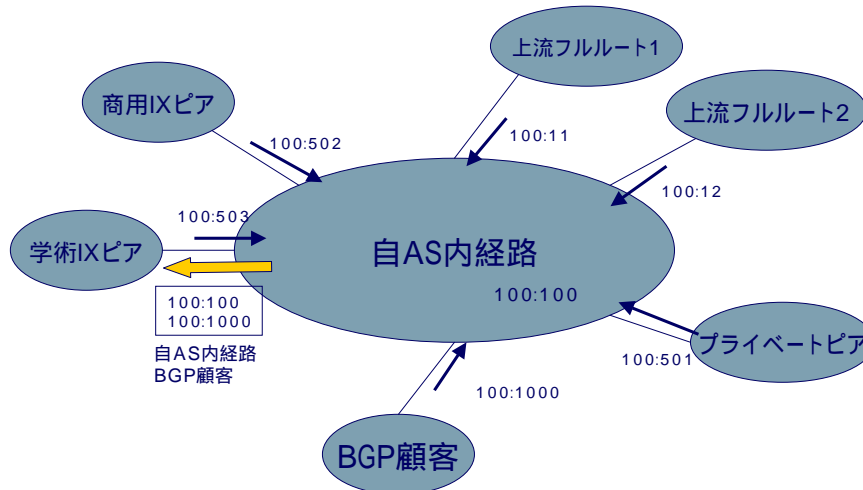 上流フルルート1
商用IXピア
上流フルルート2
100:502
100:11
100:12
100:503
学術IXピア
自AS内経路
100:100
100:100
100:1000
自AS内経路
BGP顧客
プライベートピア
100:501
100:1000
BGP顧客